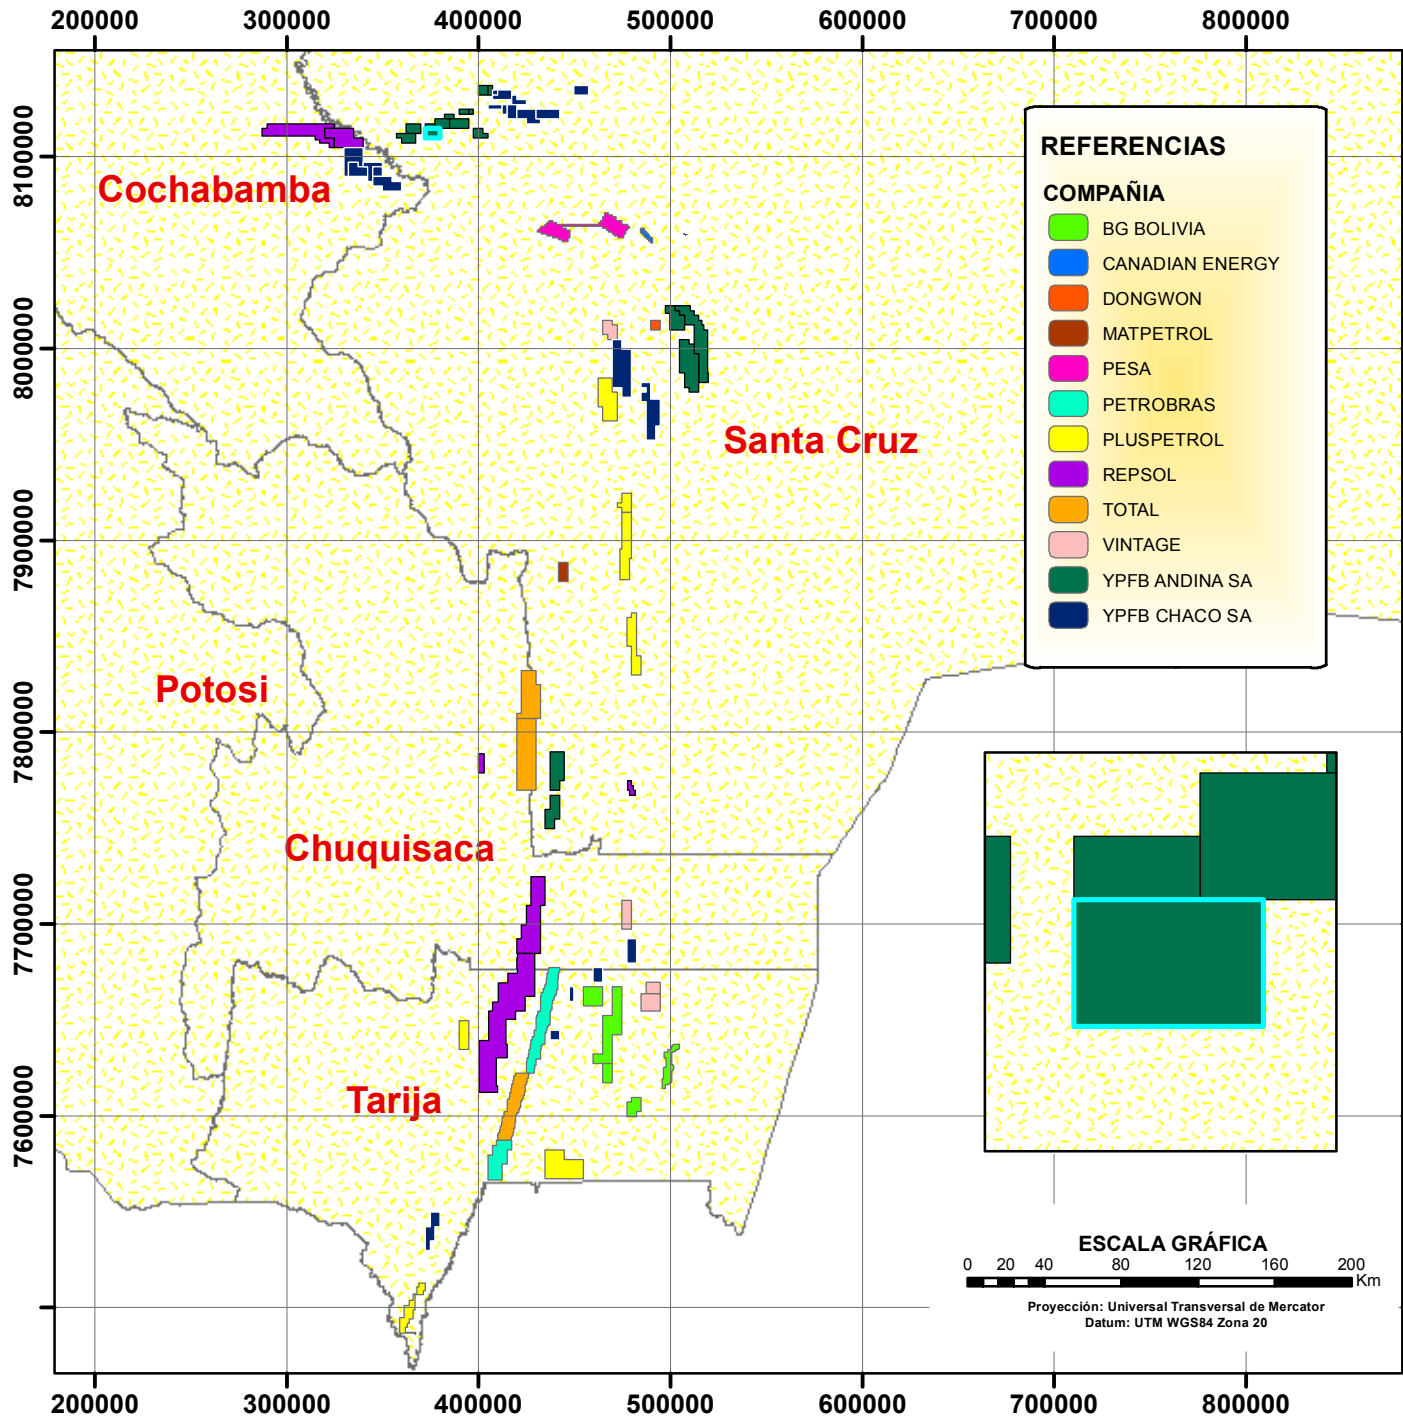 200000 300000 400000 500000 600000 700000 800000
8100000
8000000
7900000
7800000
7700000
7600000
Cochabamba
Santa Cruz
Potosi
Chuquisaca
Tarija
REFERENCIAS
COMPAÑIA
BG BOLIVIA
CANADIAN ENERGY
DONGWON
MATPETROL
PESA
PETROBRAS
PLUSPETROL
REPSOL
TOTAL
VINTAGE
YPFB ANDINA SA
YPFB CHACO SA
ESCALA GRÁFICA
0 20 40 80 120 160 200
Km
Proyección: Universal Transversal de Mercator
Datum: UTM WGS84 Zona 20
200000 300000 400000 500000 600000 700000 800000